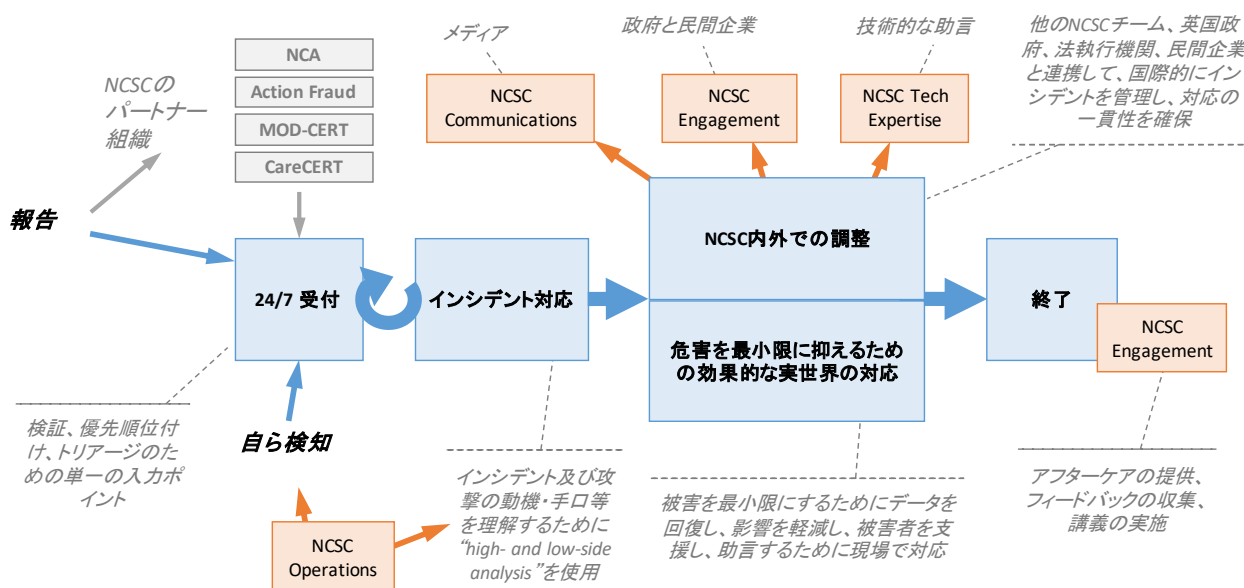 メディア
政府と民間企業
技術的な助言
他のNCSCチーム、英国政
府、法執行機関、民間企業
と連携して、国際的にイン
シデントを管理し、対応の
一貫性を確保
NCSCの
パートナー
組織
NCA
Action Fraud
MOD-CERT
CareCERT
NCSC
Communications
NCSC
Engagement
NCSC Tech
Expertise
報告
24/7 受付
インシデント対応
NCSC内外での調整
危害を最小限に抑えるため
の効果的な実世界の対応
終了
NCSC
Engagement
検証、優先順位付
け、トリアージのた
めの単一の入力ポ
イント
自ら検知
NCSC
Operations
インシデント及び攻
撃の動機・手口等
を理解するために
“high- and low-side
analysis”を使用
被害を最小限にするためにデータを
回復し、影響を軽減し、被害者を支
援し、助言するために現場で対応
アフターケアの提供、
フィードバックの収集、
講義の実施